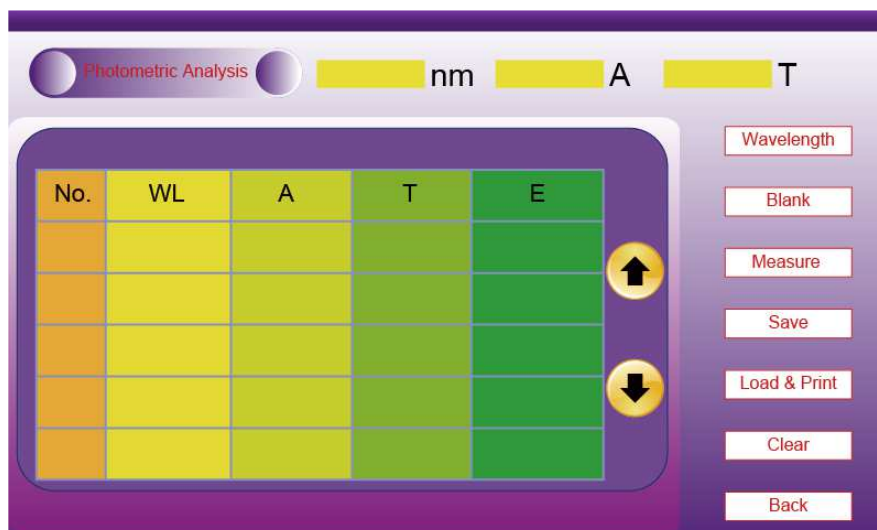 Photometric Analysis nm A T
Wavelength
No. WL A T E
Blank
Measure
Save
Load & Print
Clear
Back